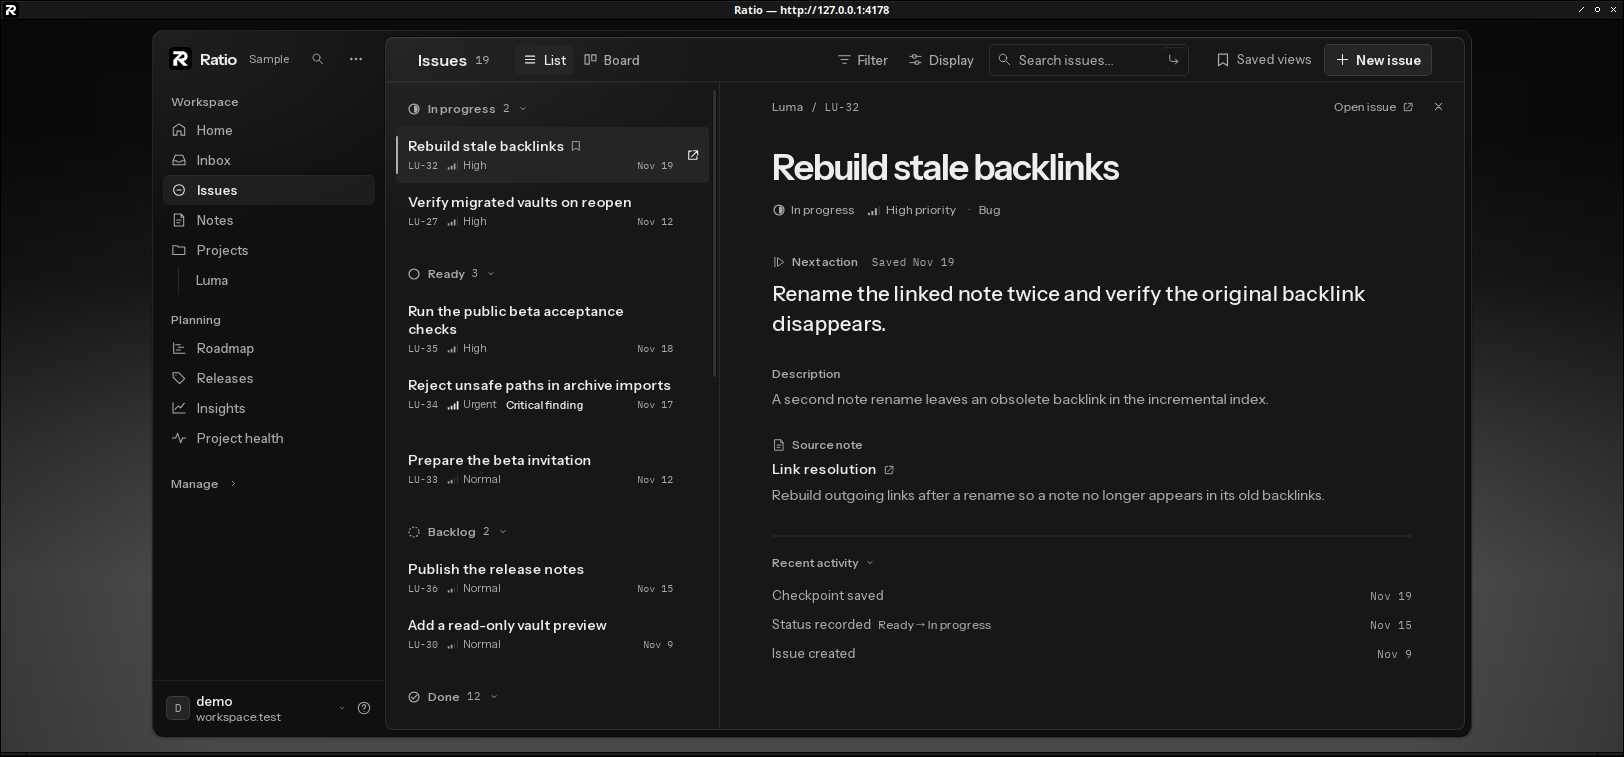 Ratio — http://127.0.0.1:4178
Ratio Sample
Workspace
Home
Inbox
Issues
Notes
Projects
Luma
Planning
Roadmap
Releases
Insights
Project health
Manage
D
demo
workspace.test
Issues 19
List
Board
Filter
Display
Search issues...
Saved views
New issue
In progress 2
Rebuild stale backlinks
LU-32 High Nov 19
Verify migrated vaults on reopen
LU-27 High Nov 12
Ready 3
Run the public beta acceptance
checks
LU-35 High Nov 18
Reject unsafe paths in archive imports
LU-34 Urgent Critical finding Nov 17
Prepare the beta invitation
LU-33 Normal Nov 12
Backlog 2
Publish the release notes
LU-36 Normal Nov 15
Add a read-only vault preview
LU-30 Normal Nov 9
Done 12
Luma / LU-32
Open issue
Rebuild stale backlinks
In progress High priority · Bug
Next action Saved Nov 19
Rename the linked note twice and verify the original backlink
disappears.
Description
A second note rename leaves an obsolete backlink in the incremental index.
Source note
Link resolution
Rebuild outgoing links after a rename so a note no longer appears in its old backlinks.
Recent activity
Checkpoint saved Nov 19
Status recorded Ready → In progress Nov 15
Issue created Nov 9